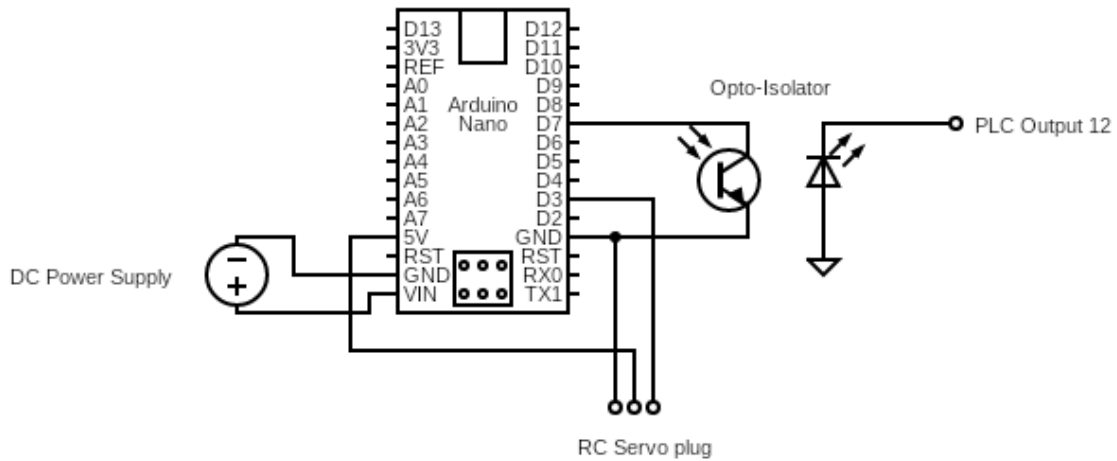 D13
3V3
REF
A0
A1
A2
A3
A4
A5
A6
A7
5V
RST
GND
VIN
Arduino
Nano
D12
D11
D10
D9
D8
D7
D6
D5
D4
D3
D2
GND
RST
RX0
TX1
Opto-Isolator
PLC Output 12
DC Power Supply
RC Servo plug